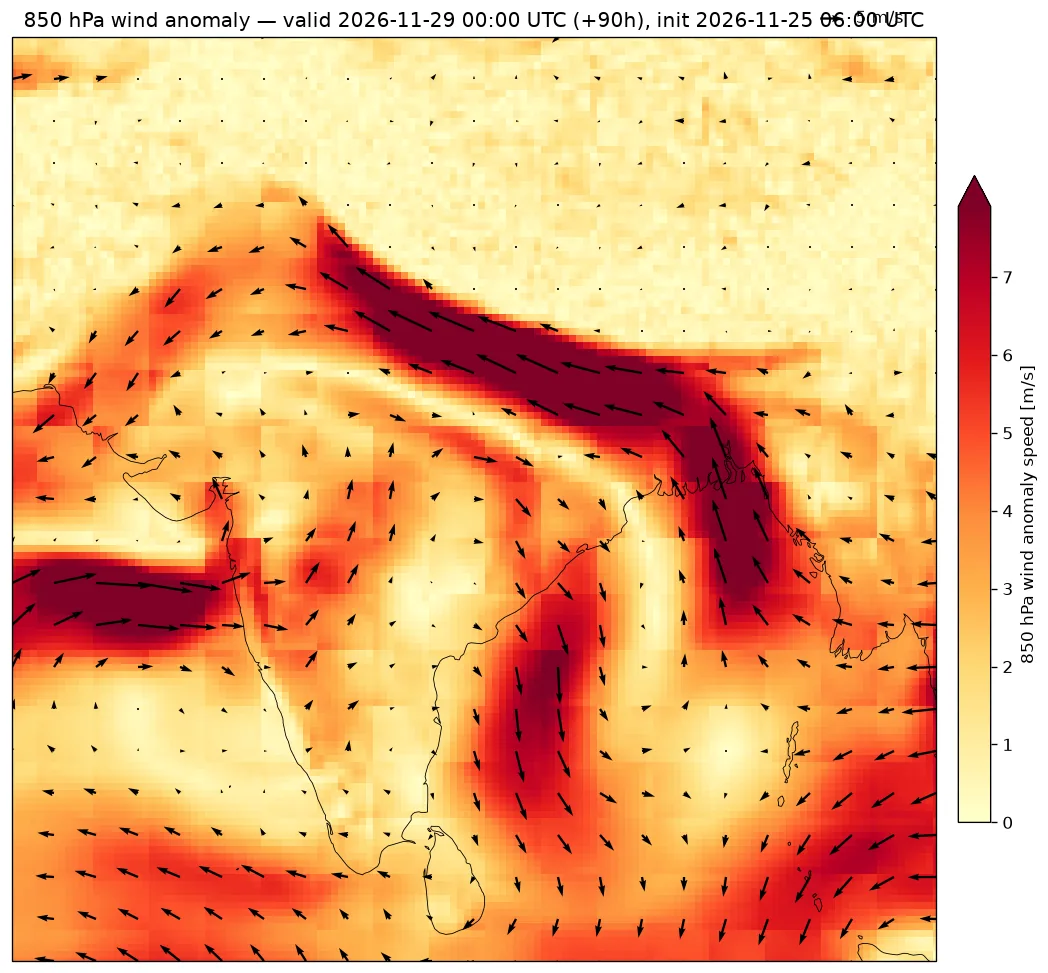 850 hPa wind anomaly — valid 2026-11-29 00:00 UTC (+90h), init 2026-11-25 06:00 UTC
5 m/s
7
6
5
4
3
2
1
0
850 hPa wind anomaly speed [m/s]